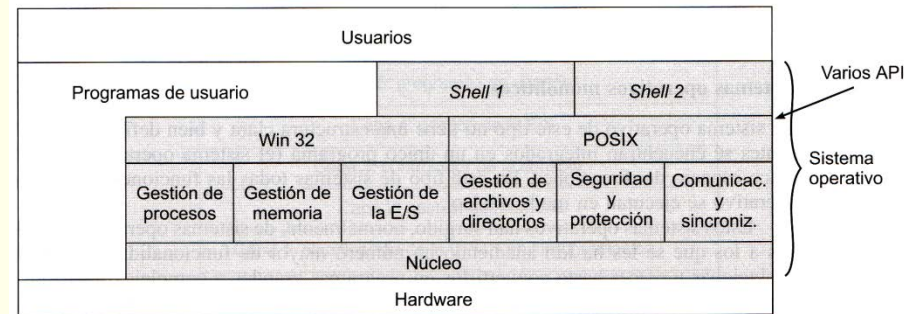 Usuarios
Programas de usuario
Shell 1
Shell 2
Varios API
Win 32
POSIX
Sistema
operativo
Gestión de
procesos
Gestión de
memoria
Gestión de
la E/S
Gestión de
archivos y
directorios
Seguridad
y
protección
Comunicac.
y
sincroniz.
Núcleo
Hardware